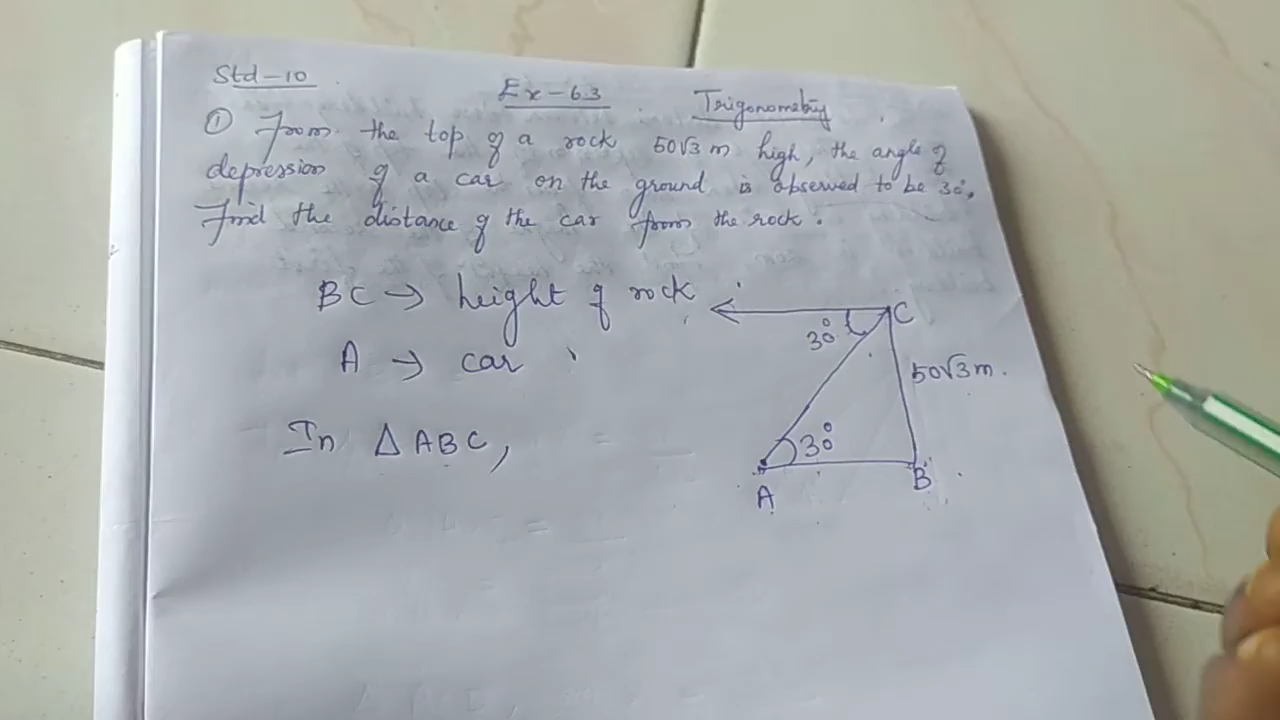 Std-10
Ex-6.3
Trigonometry
① From the top of a rock 50√3 m high, the angle of
depression of a car on the ground is observed to be 30°.
Find the distance of the car from the rock.
BC → height of rock
A → car
In △ABC,
C
30°
50√3 m.
30°
A
B